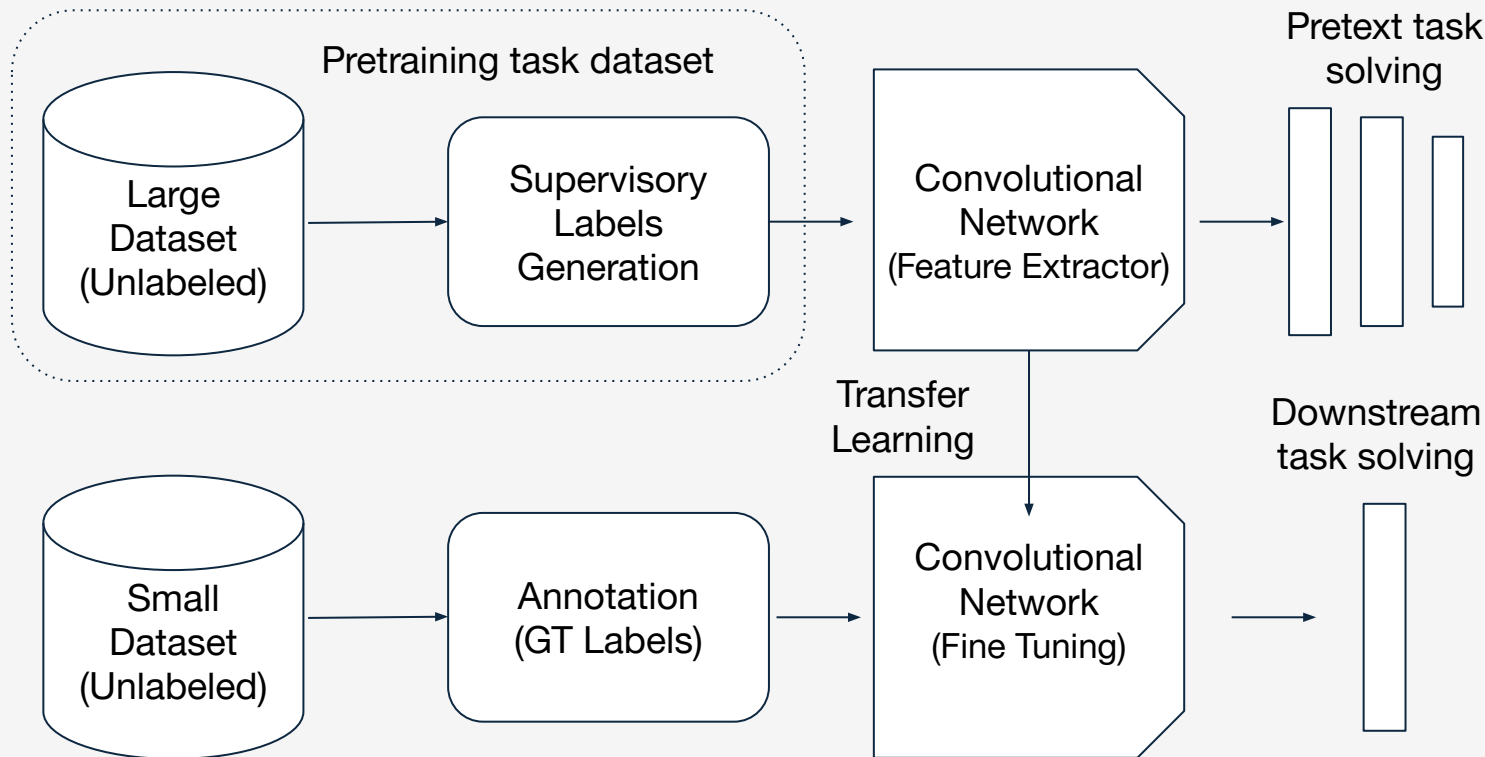 Pretraining task dataset
Large
Dataset
(Unlabeled)
Supervisory
Labels
Generation
Convolutional
Network
(Feature Extractor)
Pretext task
solving
Transfer
Learning
Small
Dataset
(Unlabeled)
Annotation
(GT Labels)
Convolutional
Network
(Fine Tuning)
Downstream
task solving